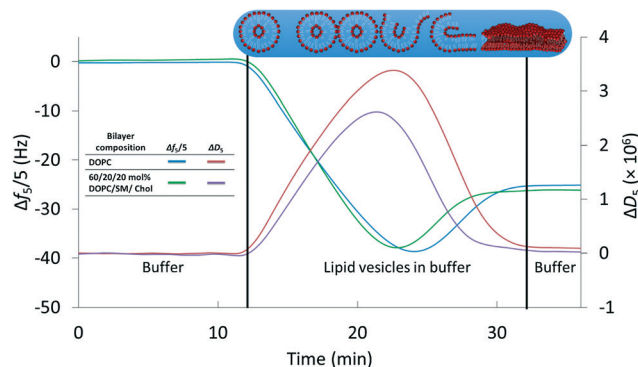 0
-10
-20
-30
-40
-50
Δf5/5 (Hz)
4
3
2
1
0
-1
ΔD5 (× 10⁶)
Bilayer
composition Δf5/5 ΔD5
DOPC
60/20/20 mol%
DOPC/SM/ Chol
Buffer Lipid vesicles in buffer Buffer
0 10 20 30
Time (min)